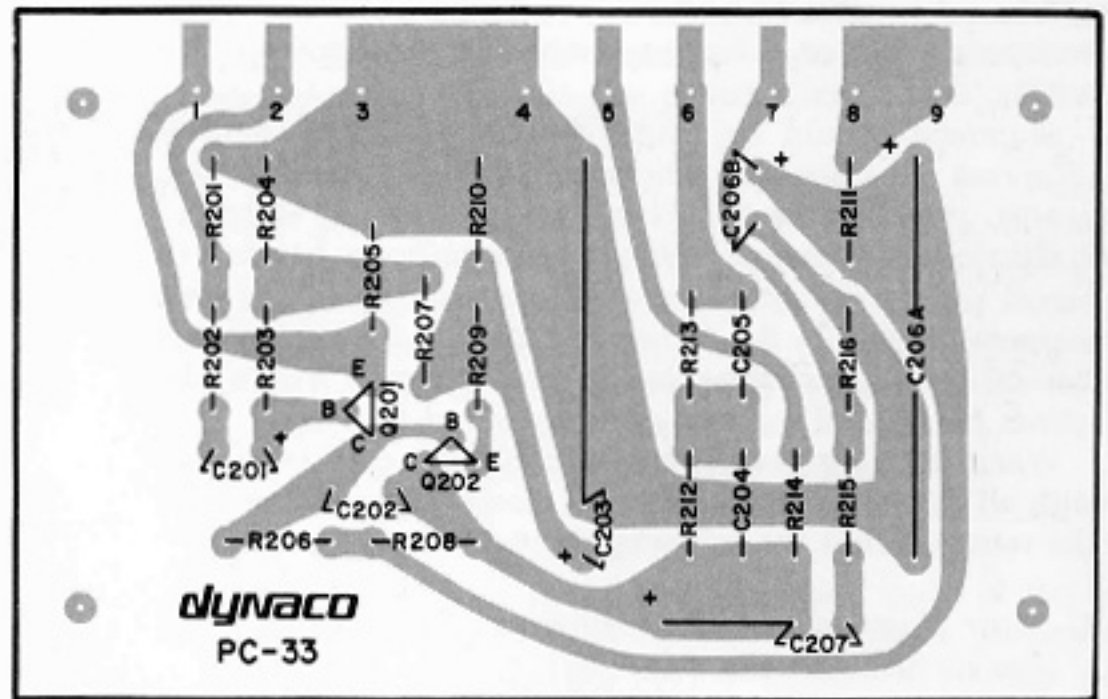 1 2 3 4 5 6 7 8 9
+ +
R201 R204 R210 C206B R211
R205
R207
R202 R203 R209 R213 C205 R216 C206A
E
B Q201
C
B
C E
Q202
+
C201
C202
R206 R208
C203
+
R212 C204 R214 R215
+
C207
dynaco
PC-33